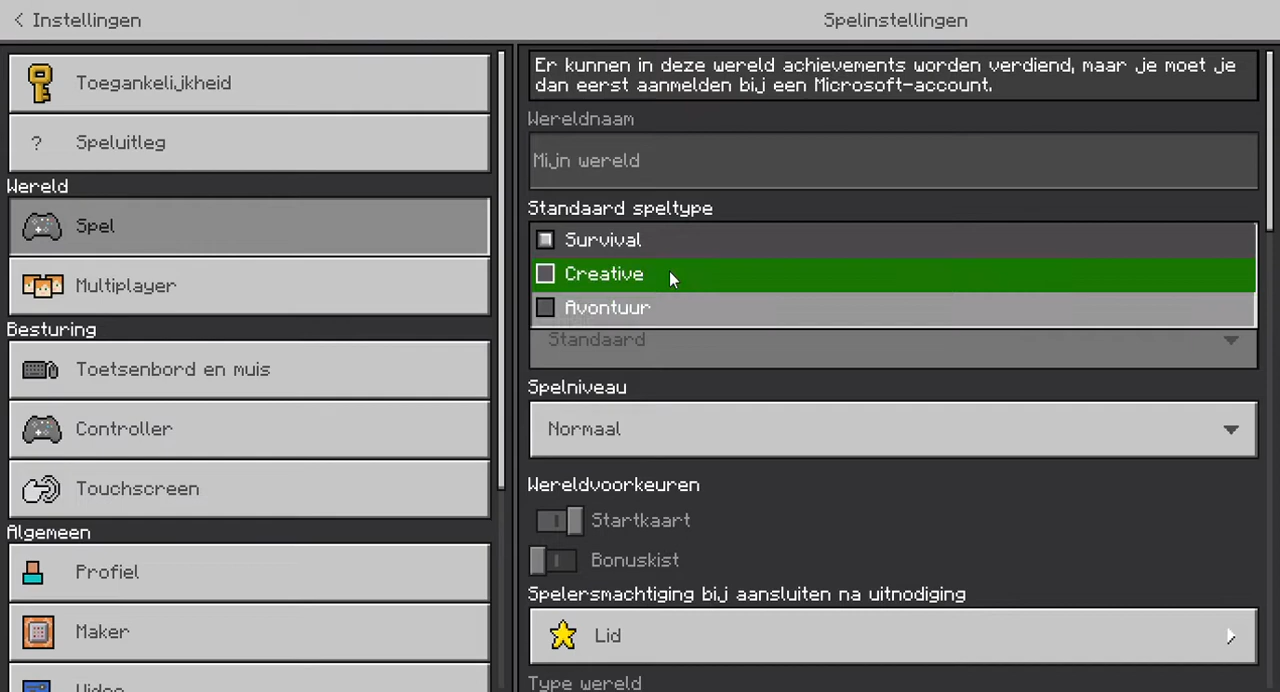 Instellingen
Spelinstellingen
Toegankelijkheid
? Speluitleg
Wereld
Spel
Multiplayer
Besturing
Toetsenbord en muis
Controller
Touchscreen
Algemeen
Profiel
Maker
Video
Er kunnen in deze wereld achievements worden verdiend, maar je moet je
dan eerst aanmelden bij een Microsoft-account.
Wereldnaam
Mijn wereld
Standaard speltype
Survival
Creative
Avontuur
Standaard
Spelniveau
Normaal
Wereldvoorkeuren
Startkaart
Bonuskist
Spelersmachtiging bij aansluiten na uitnodiging
Lid
Type wereld